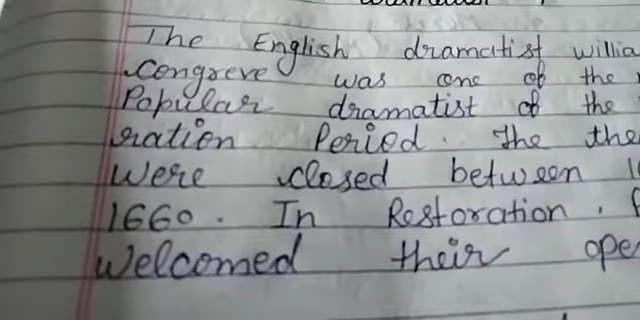 The English dramatist willia
Congreve was one of the
Popular dramatist of the
ration Period. The the
Were closed between 1
1660. In Restoration,
Welcomed their ope